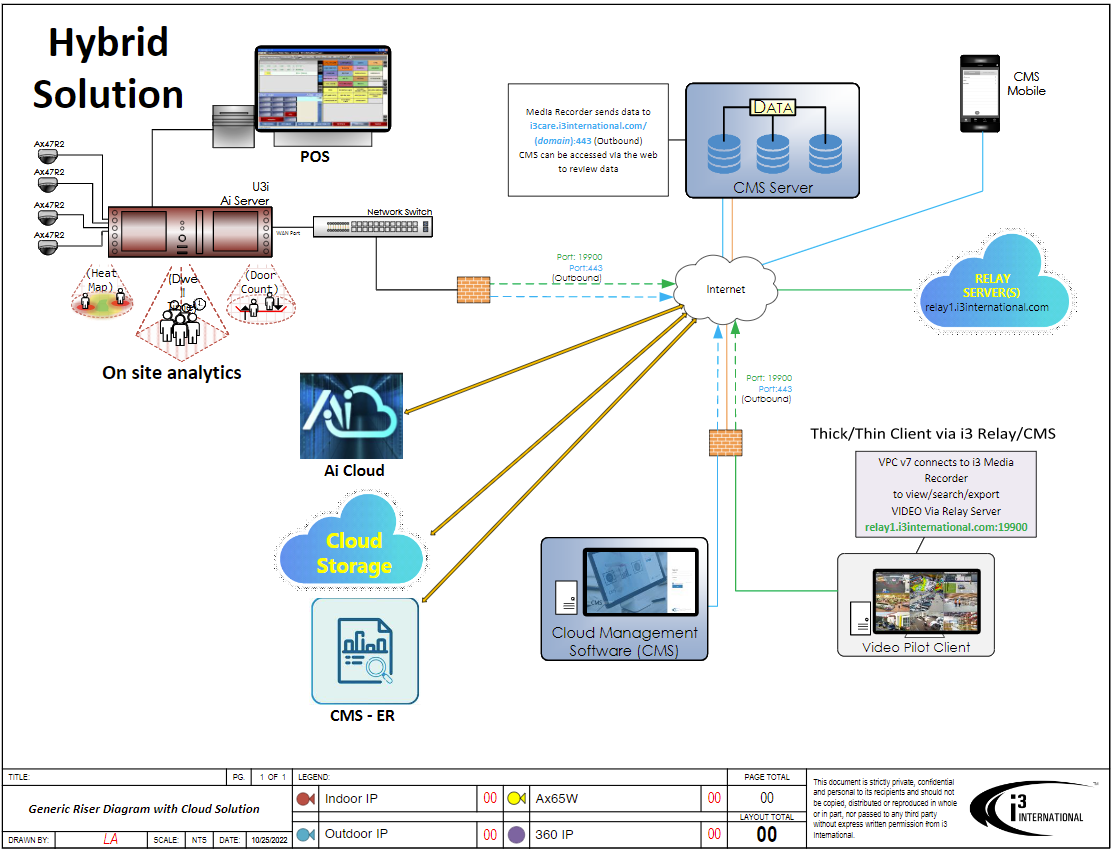 Hybrid
Solution
POS
Ax47R2
Ax47R2
Ax47R2
Ax47R2
U3i
Ai Server
WAN Port
Network Switch
(Heat
Map)
(Dwe
(Door
Count)
On site analytics
Media Recorder sends data to
i3care.i3international.com/
(domain):443 (Outbound)
CMS can be accessed via the web
to review data
DATA
CMS Server
CMS
Mobile
Port: 19900
Port:443
(Outbound)
Internet
RELAY
SERVER(S)
relay1.i3international.com
Port: 19900
Port:443
(Outbound)
Ai
Ai Cloud
Cloud
Storage
CMS - ER
Thick/Thin Client via i3 Relay/CMS
VPC v7 connects to i3 Media
Recorder
to view/search/export
VIDEO Via Relay Server
relay1.i3international.com:19900
CMS
Cloud Management
Software (CMS)
Video Pilot Client
TITLE:
PG.
1 OF 1
LEGEND:
PAGE TOTAL
Generic Riser Diagram with Cloud Solution
Indoor IP
00
Ax65W
00
00
LAYOUT TOTAL
Outdoor IP
00
360 IP
00
00
DRAWN BY:
LA
SCALE:
NTS
DATE:
10/25/2022
This document is strictly private, confidential
and personal to its recipients and should not
be copied, distributed or reproduced in whole
or in part, nor passed to any third party
without express written permission from i3
International.
i3
INTERNATIONAL
TM